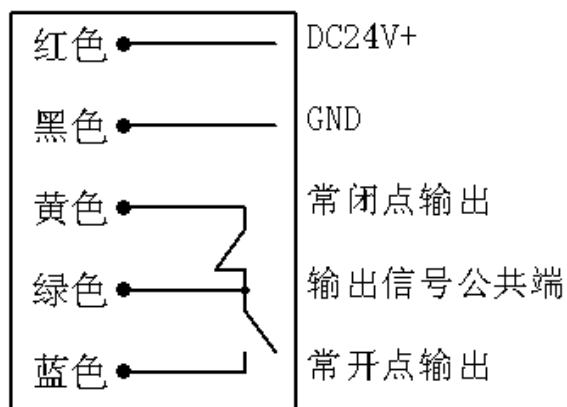 红色 DC24V+
黑色 GND
黄色 常闭点输出
绿色 输出信号公共端
蓝色 常开点输出